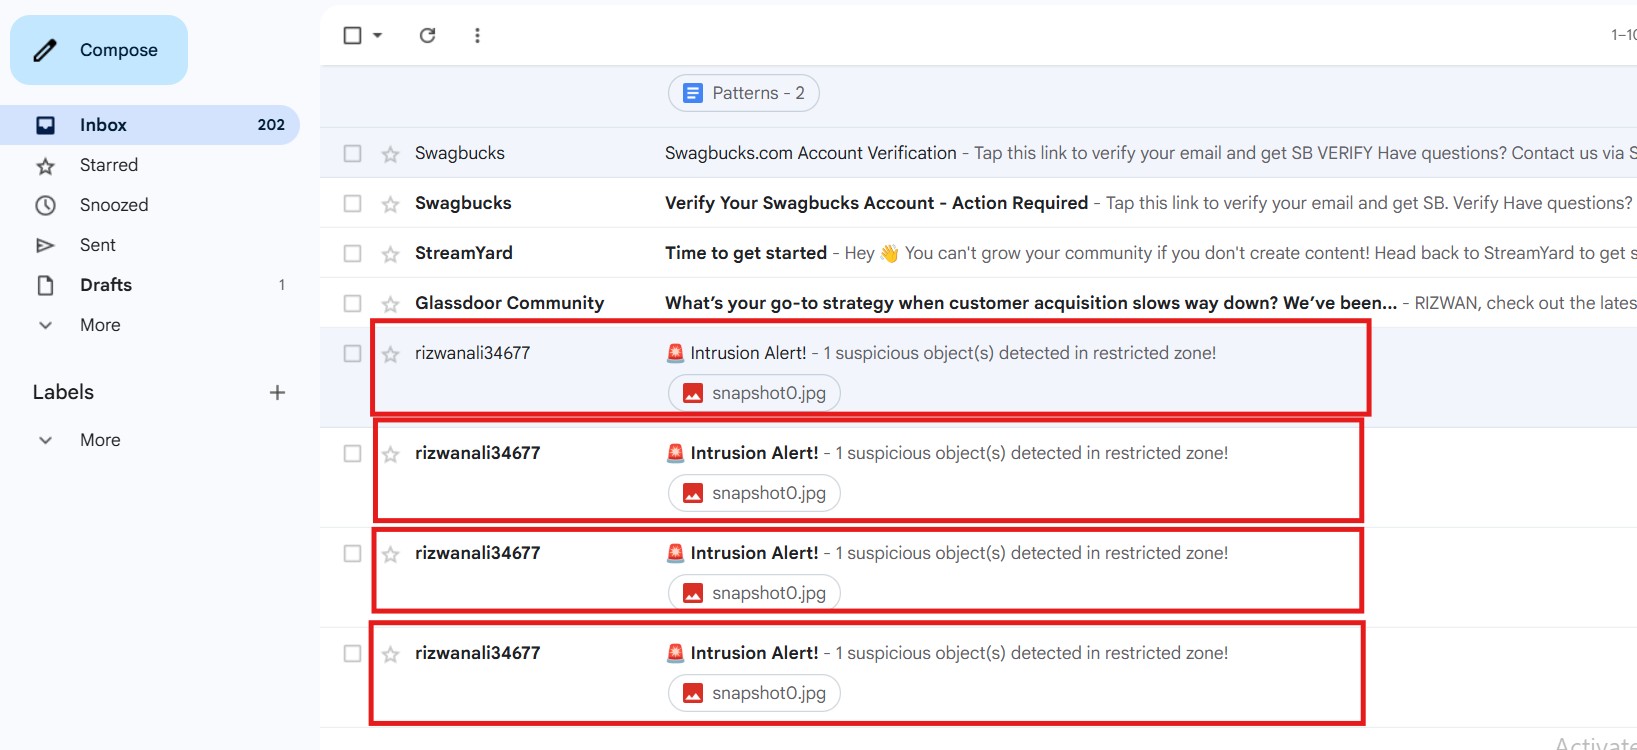 Compose
1–10
Inbox 202
Starred
Snoozed
Sent
Drafts 1
More
Labels
More
Patterns - 2
Swagbucks Swagbucks.com Account Verification - Tap this link to verify your email and get SB VERIFY Have questions? Contact us via S
Swagbucks Verify Your Swagbucks Account - Action Required - Tap this link to verify your email and get SB. Verify Have questions?
StreamYard Time to get started - Hey 👋 You can't grow your community if you don't create content! Head back to StreamYard to get s
Glassdoor Community What's your go-to strategy when customer acquisition slows way down? We've been... - RIZWAN, check out the lates
rizwanali34677 🚨 Intrusion Alert! - 1 suspicious object(s) detected in restricted zone!
snapshot0.jpg
rizwanali34677 🚨 Intrusion Alert! - 1 suspicious object(s) detected in restricted zone!
snapshot0.jpg
rizwanali34677 🚨 Intrusion Alert! - 1 suspicious object(s) detected in restricted zone!
snapshot0.jpg
rizwanali34677 🚨 Intrusion Alert! - 1 suspicious object(s) detected in restricted zone!
snapshot0.jpg